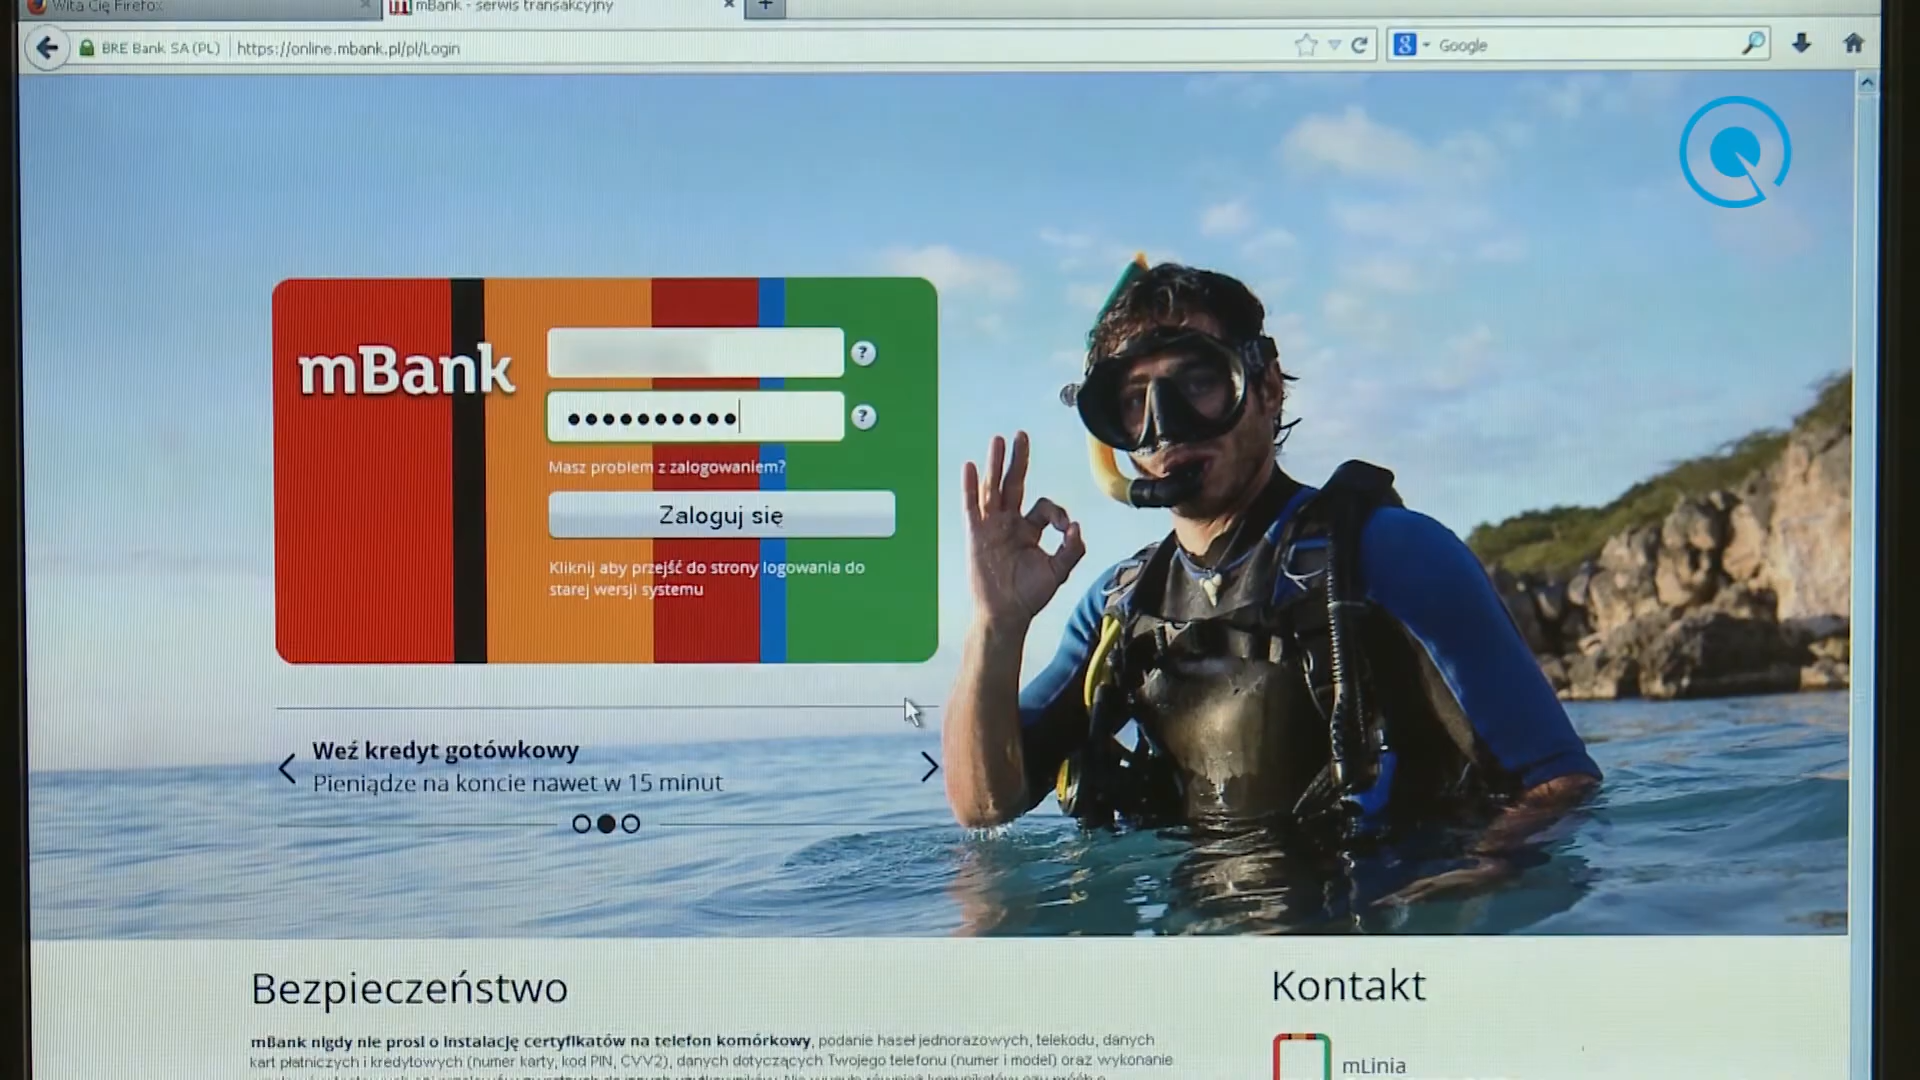 Wita Cię Firefox
mBank - serwis transakcyjny
BRE Bank SA (PL)
https://online.mbank.pl/pl/Login
Google
mBank
?
?
Masz problem z zalogowaniem?
Zaloguj się
Kliknij aby przejść do strony logowania do
starej wersji systemu
Weź kredyt gotówkowy
Pieniądze na koncie nawet w 15 minut
Bezpieczeństwo
mBank nigdy nie prosi o instalację certyfikatów na telefon komórkowy, podanie haseł jednorazowych, telekodu, danych
kart płatniczych i kredytowych (numer karty, kod PIN, CVV2), danych dotyczących Twojego telefonu (numer i model) oraz wykonanie
Kontakt
mLinia